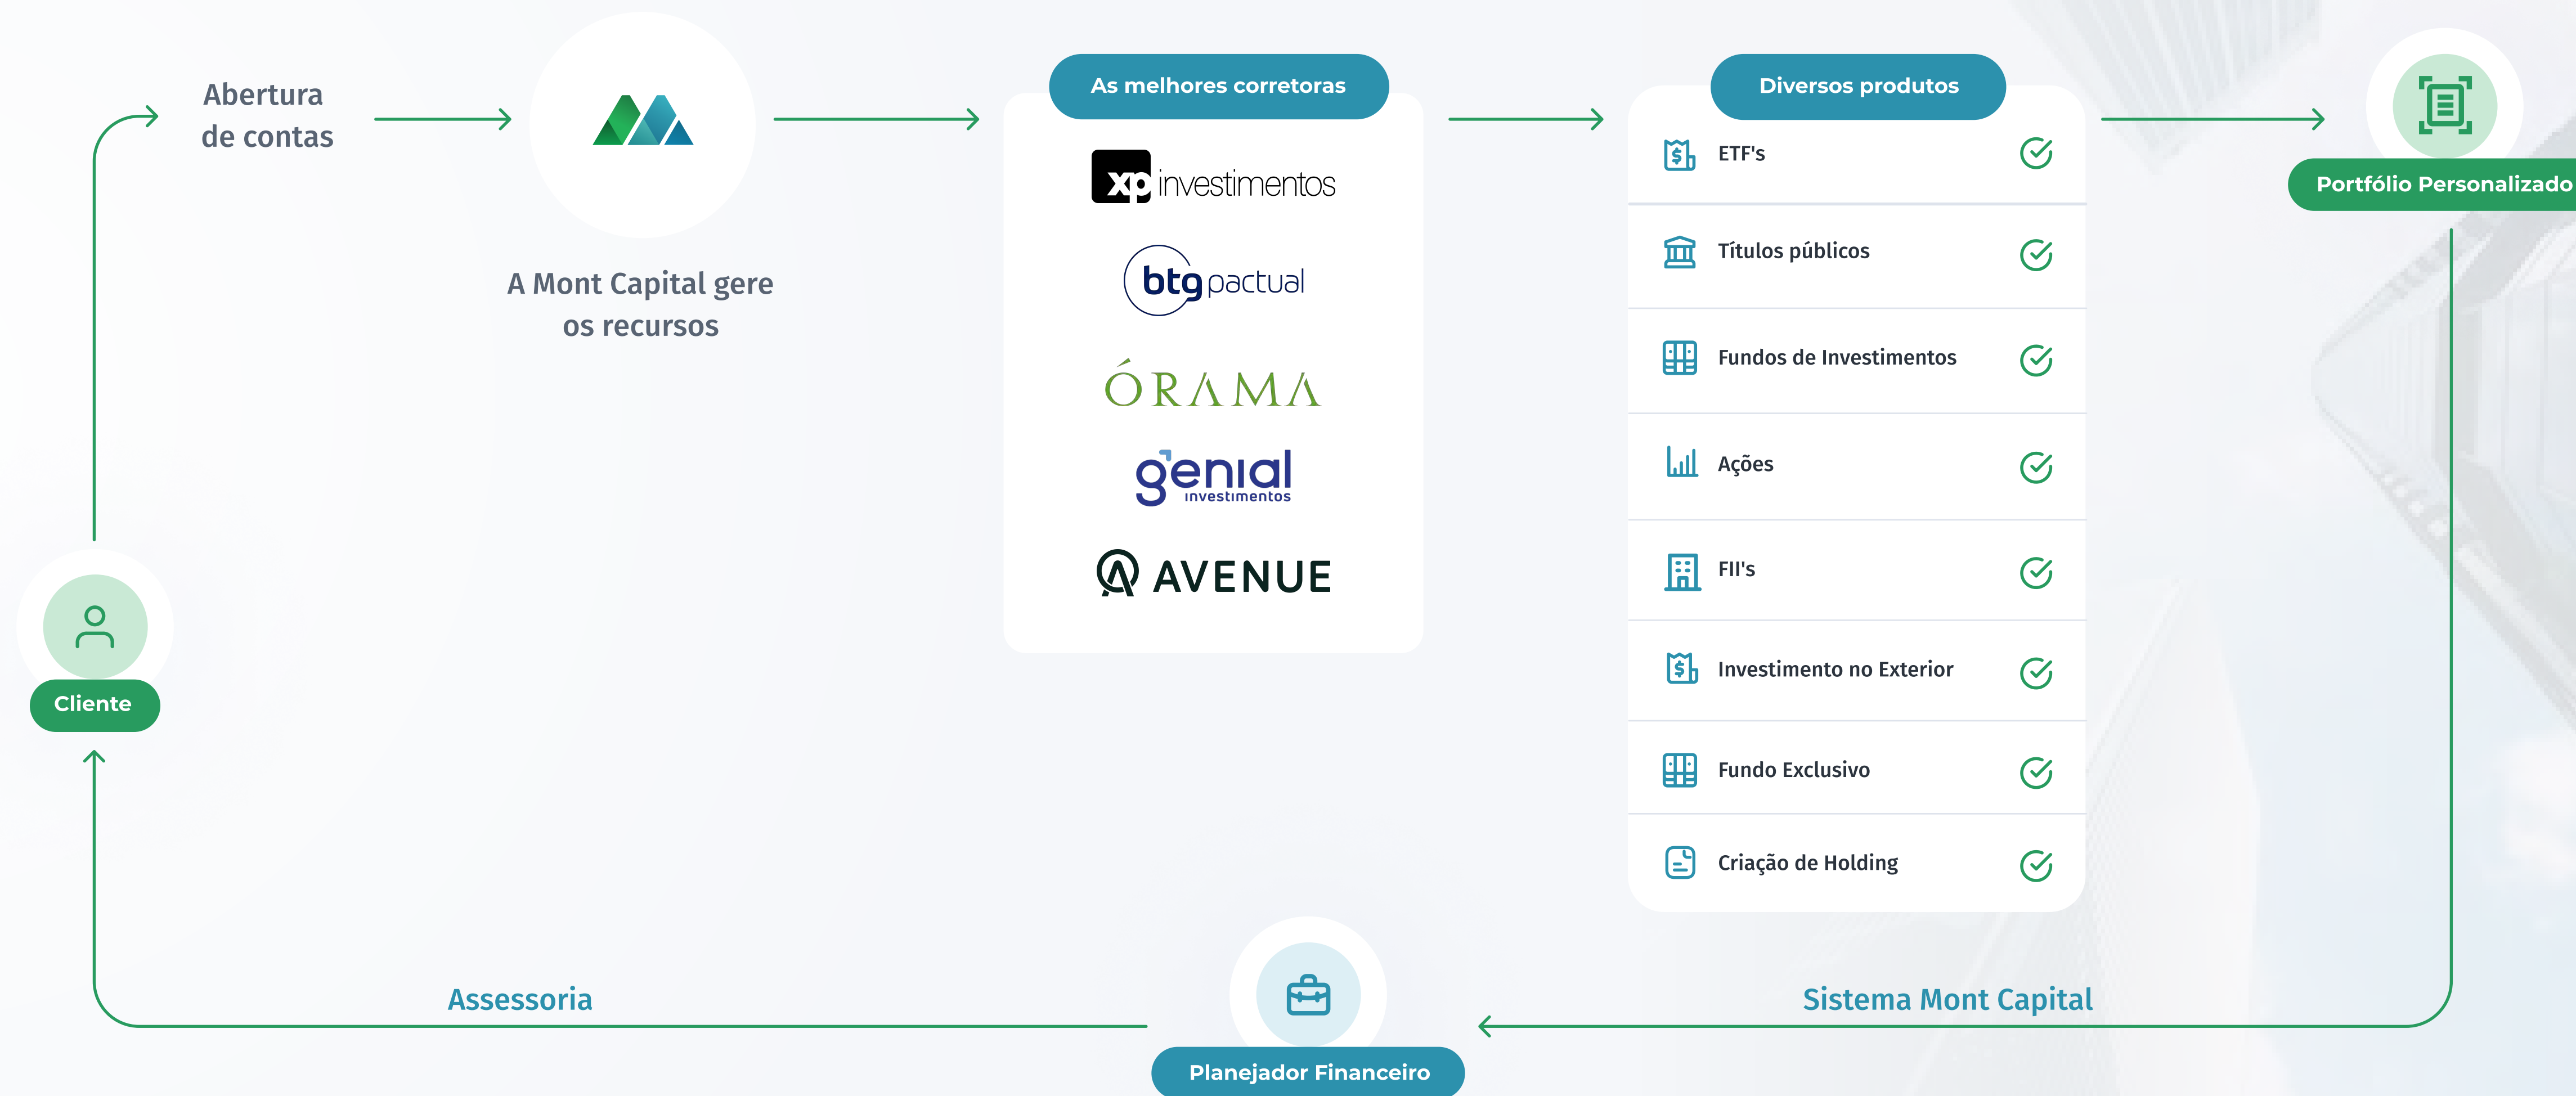 Abertura
de contas
A Mont Capital gere
os recursos
As melhores corretoras
xp investimentos
btg pactual
ÓRAMA
genial
investimentos
AVENUE
Diversos produtos
ETF's
Títulos públicos
Fundos de Investimentos
Ações
FII's
Investimento no Exterior
Fundo Exclusivo
Criação de Holding
Portfólio Personalizado
Cliente
Assessoria
Planejador Financeiro
Sistema Mont Capital